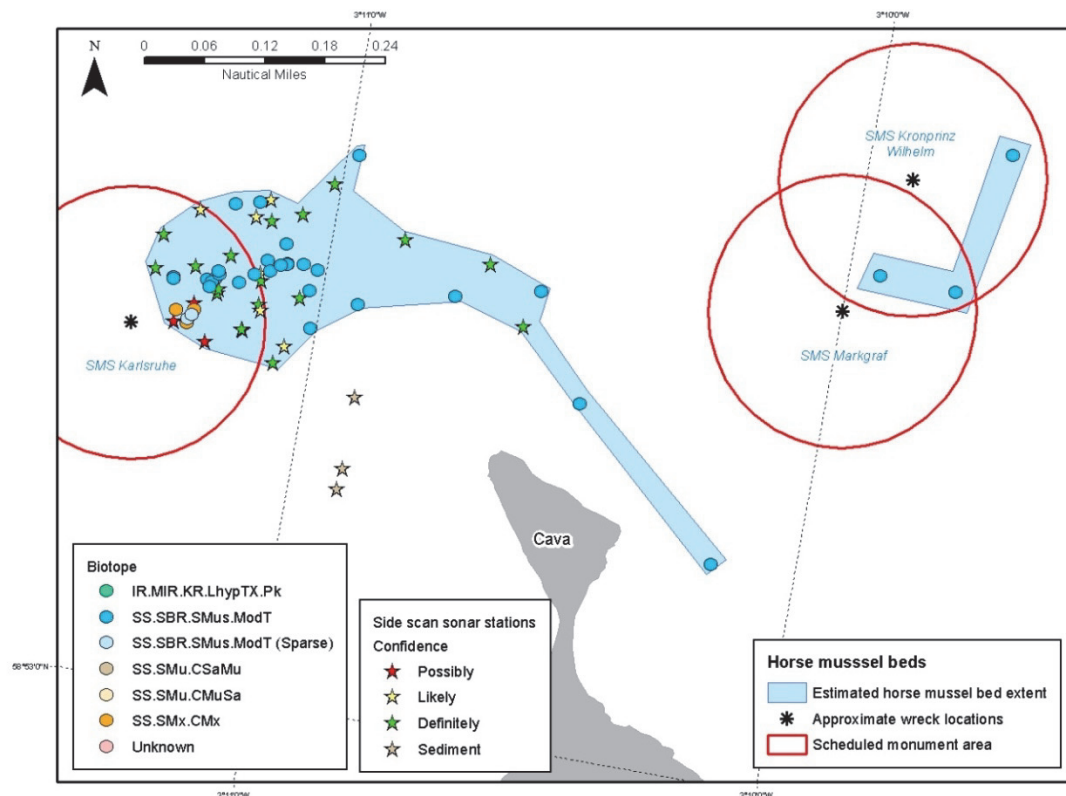 3°11'0"W
3°10'0"W
N
0 0.06 0.12 0.18 0.24
Nautical Miles
SMS Kronprinz
Wilhelm
SMS Karlsruhe
SMS Markgraf
Cava
58°53'0"N
Biotope
IR.MIR.KR.LhypTX.Pk
SS.SBR.SMus.ModT
SS.SBR.SMus.ModT (Sparse)
SS.SMu.CSaMu
SS.SMu.CMuSa
SS.SMx.CMx
Unknown
Side scan sonar stations
Confidence
Possibly
Likely
Definitely
Sediment
Horse musssel beds
Estimated horse mussel bed extent
Approximate wreck locations
Scheduled monument area